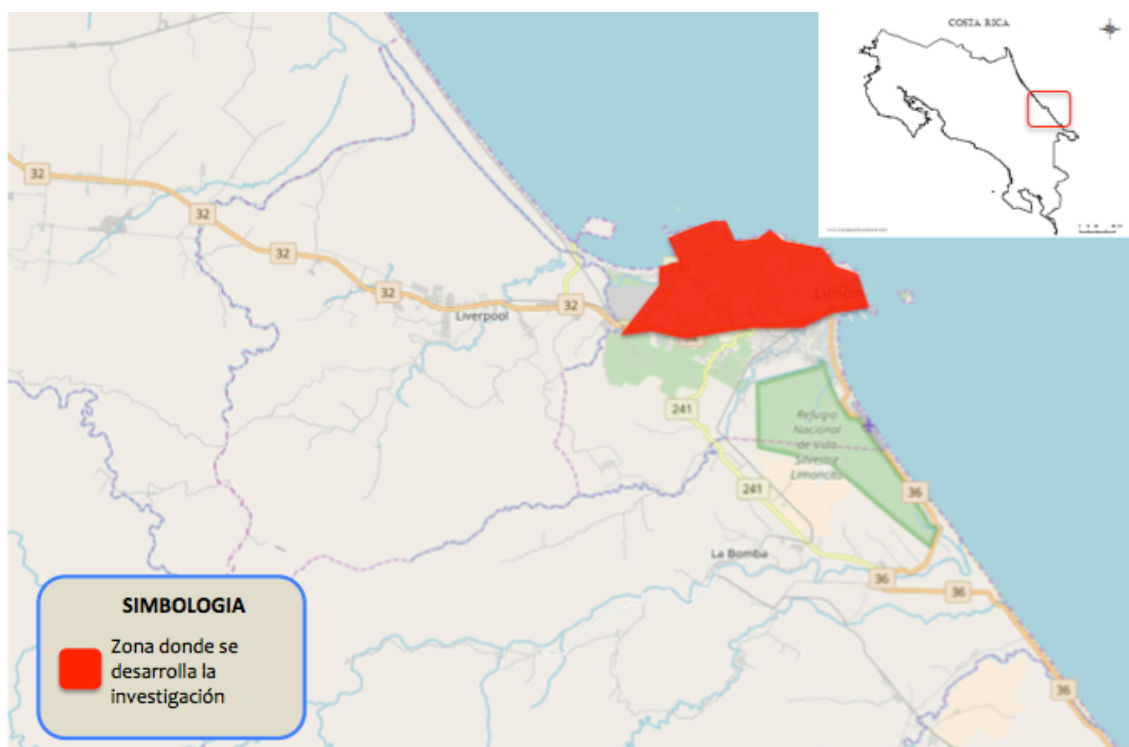 COSTA RICA
32
32
32
32
32
Liverpool
Limón
241
Refugio
Nacional
de Vida
Silvestre
Limoncito
241
36
La Bomba
36
36
36
SIMBOLOGIA
Zona donde se
desarrolla la
investigación